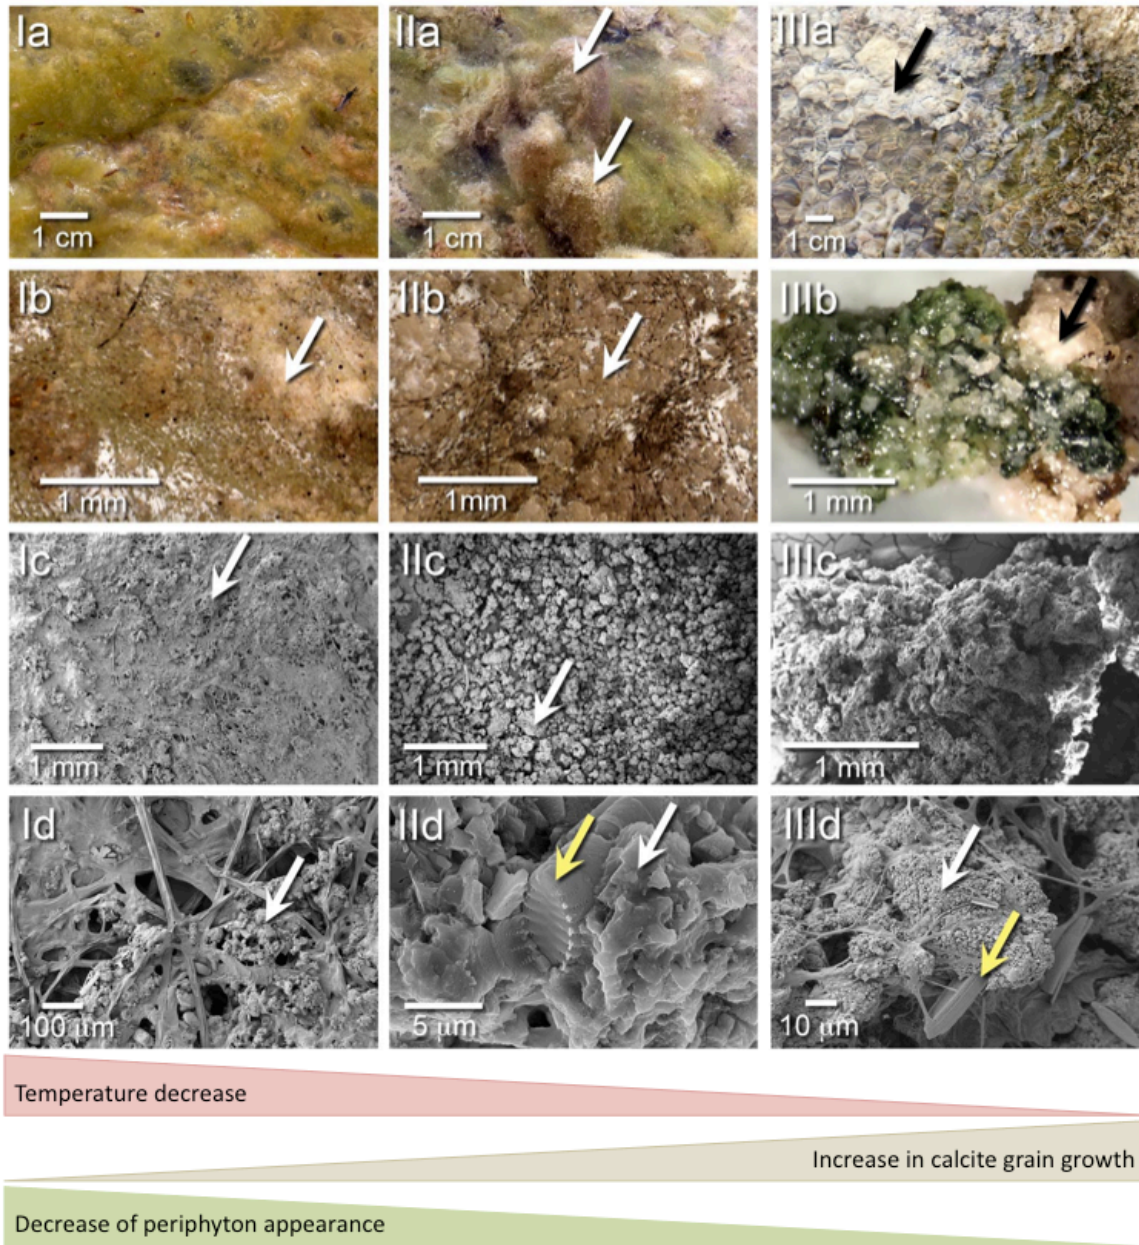 Ia IIa IIIa
1 cm 1 cm 1 cm
Ib IIb IIIb
1 mm 1mm 1 mm
Ic IIc IIIc
1 mm 1 mm 1 mm
Id IId IIId
100 μm 5 μm 10 μm
Temperature decrease
Increase in calcite grain growth
Decrease of periphyton appearance